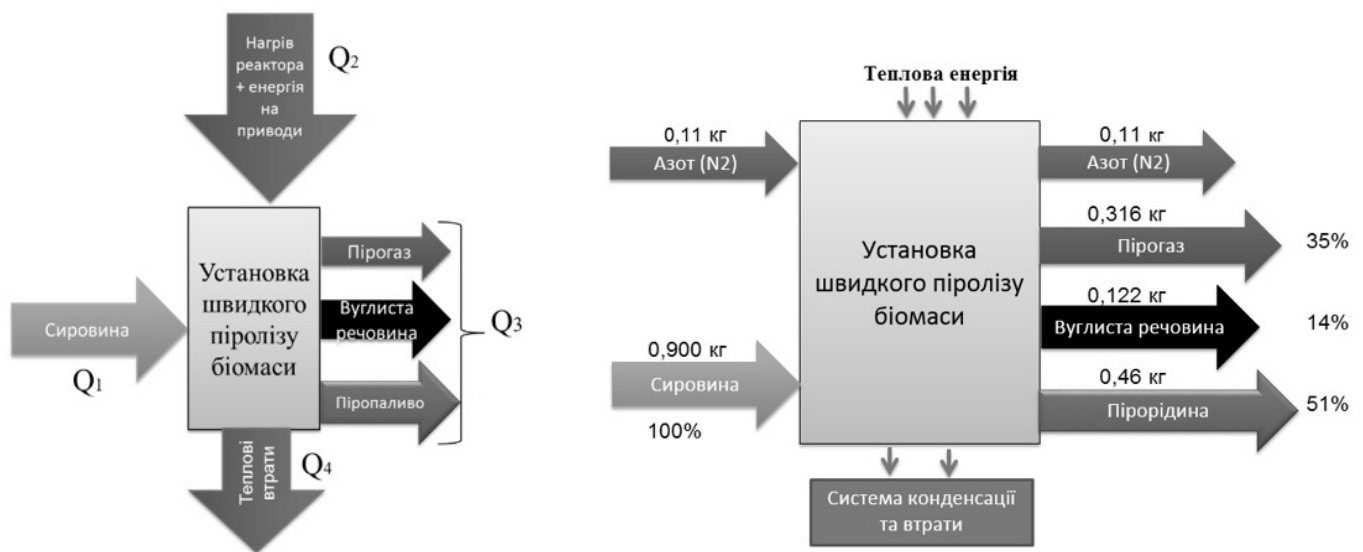 Нагрів
реактора
+ енергія
на
приводи
Q2
Сировина
Q1
Установка
швидкого
піролізу
біомаси
Пірогаз
Вуглиста
речовина
Піропаливо
Q3
Теплові
втрати
Q4
Теплова енергія
0,11 кг
Азот (N2)
0,900 кг
Сировина
100%
Установка
швидкого піролізу
біомаси
0,11 кг
Азот (N2)
0,316 кг
Пірогаз
35%
0,122 кг
Вуглиста речовина
14%
0,46 кг
Пірорідина
51%
Система конденсації
та втрати